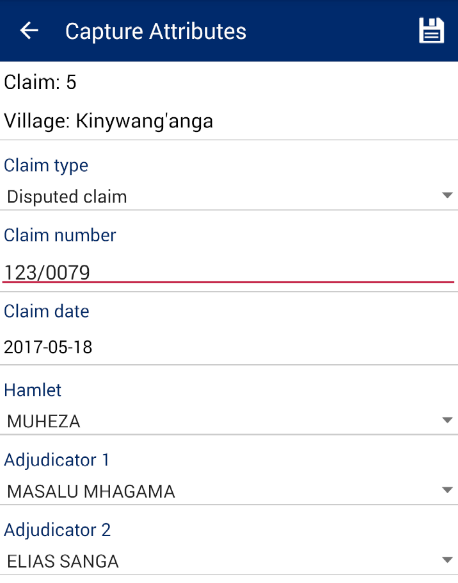 Capture Attributes
Claim: 5
Village: Kinywang'anga
Claim type
Disputed claim
Claim number
123/0079
Claim date
2017-05-18
Hamlet
MUHEZA
Adjudicator 1
MASALU MHAGAMA
Adjudicator 2
ELIAS SANGA